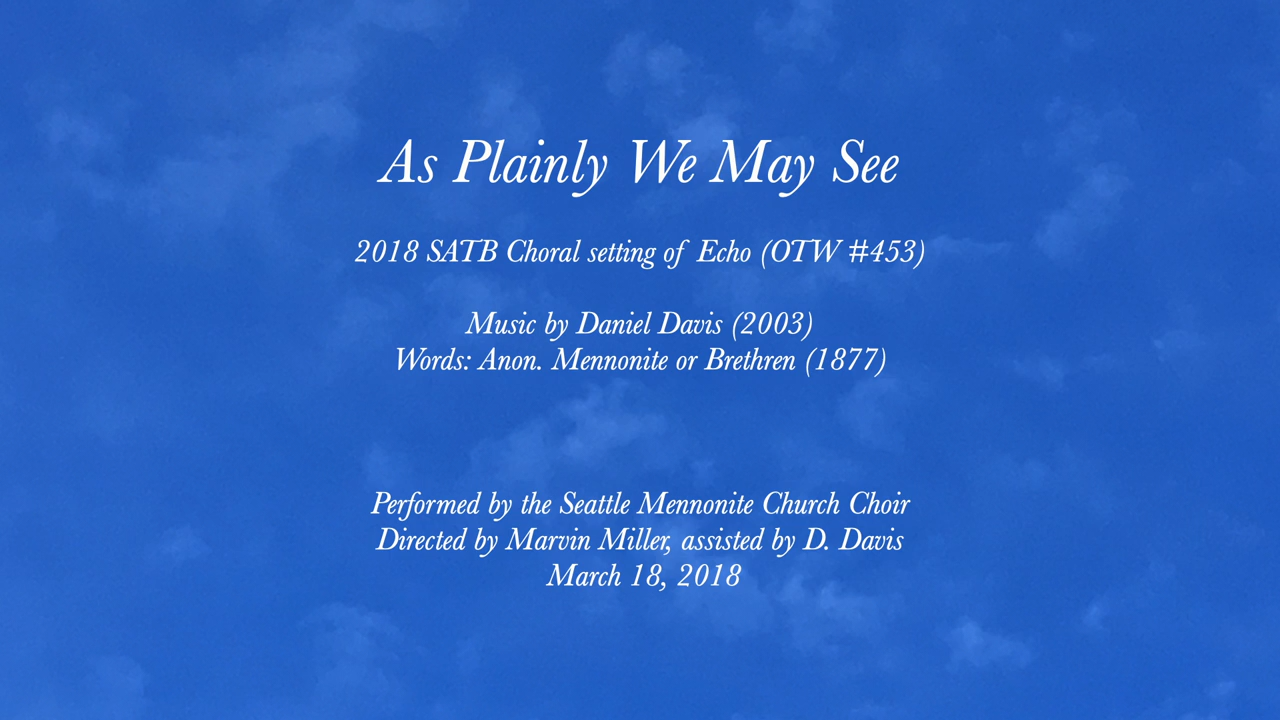 As Plainly We May See
2018 SATB Choral setting of Echo (OTW #453)
Music by Daniel Davis (2003)
Words: Anon. Mennonite or Brethren (1877)
Performed by the Seattle Mennonite Church Choir
Directed by Marvin Miller, assisted by D. Davis
March 18, 2018